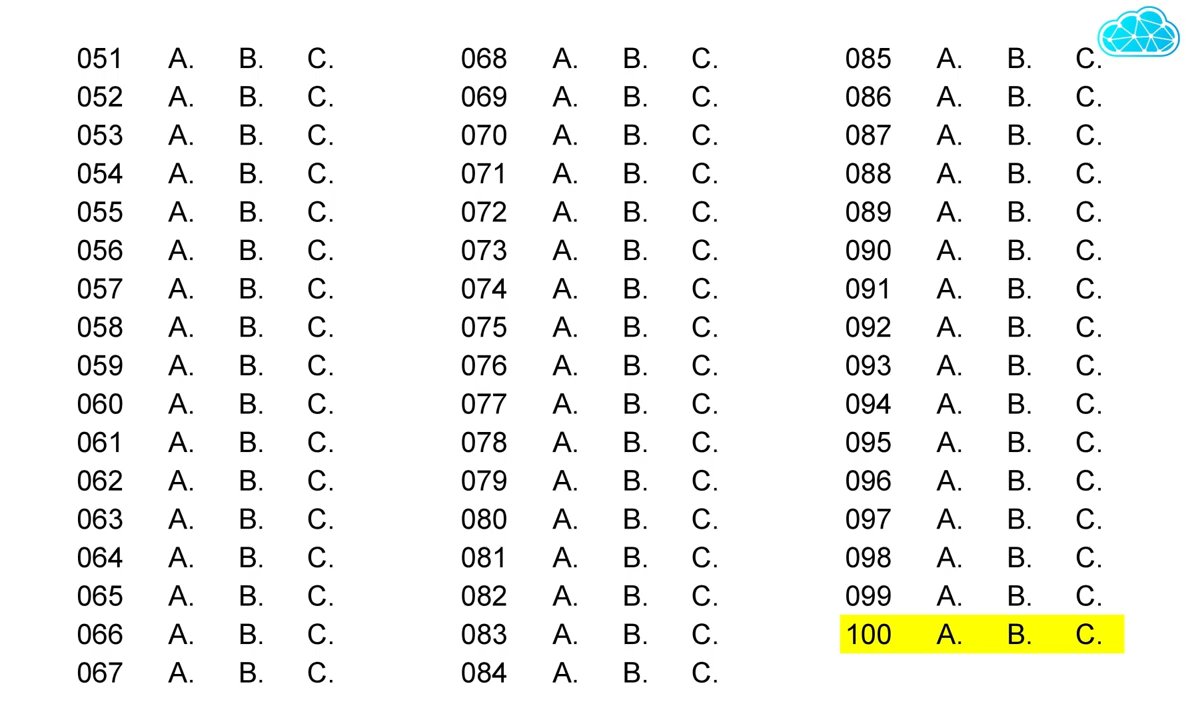 051 A. B. C.
052 A. B. C.
053 A. B. C.
054 A. B. C.
055 A. B. C.
056 A. B. C.
057 A. B. C.
058 A. B. C.
059 A. B. C.
060 A. B. C.
061 A. B. C.
062 A. B. C.
063 A. B. C.
064 A. B. C.
065 A. B. C.
066 A. B. C.
067 A. B. C.
068 A. B. C.
069 A. B. C.
070 A. B. C.
071 A. B. C.
072 A. B. C.
073 A. B. C.
074 A. B. C.
075 A. B. C.
076 A. B. C.
077 A. B. C.
078 A. B. C.
079 A. B. C.
080 A. B. C.
081 A. B. C.
082 A. B. C.
083 A. B. C.
084 A. B. C.
085 A. B. C.
086 A. B. C.
087 A. B. C.
088 A. B. C.
089 A. B. C.
090 A. B. C.
091 A. B. C.
092 A. B. C.
093 A. B. C.
094 A. B. C.
095 A. B. C.
096 A. B. C.
097 A. B. C.
098 A. B. C.
099 A. B. C.
100 A. B. C.